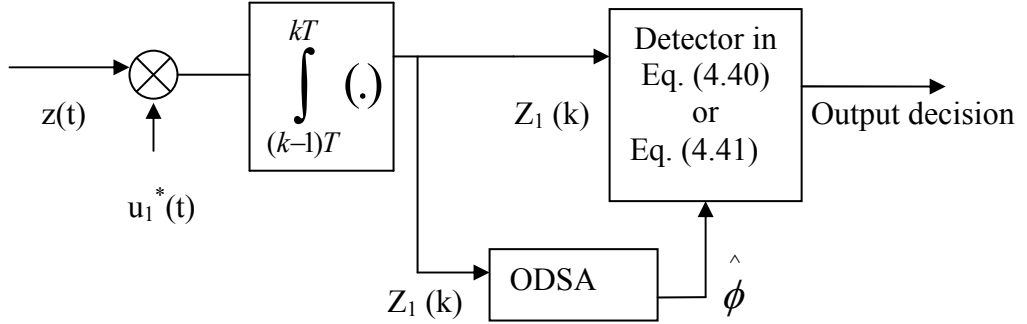 z(t)
u₁*(t)
kT
∫ (.)
(k–1)T
Z₁ (k)
Detector in
Eq. (4.40)
or
Eq. (4.41)
Output decision
Z₁ (k)
ODSA
ϕ̂